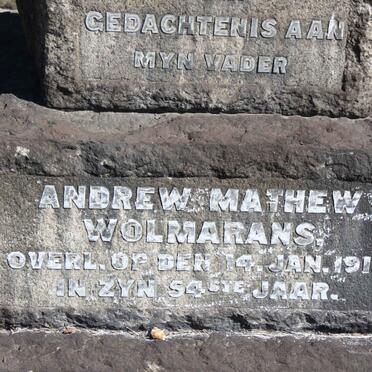 GEDACHTENIS AAN
MYN VADER
ANDREW MATHEW
WOLMARANS,
OVERL. OP DEN 14. JAN. 191
IN ZYN 54STE JAAR.